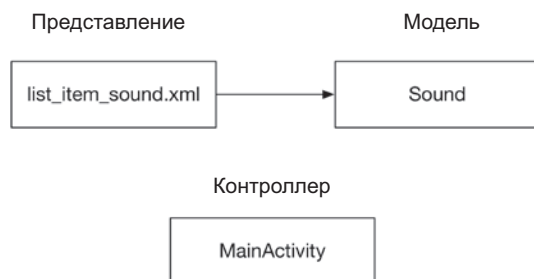 Представление
Модель
list_item_sound.xml
Sound
Контроллер
MainActivity